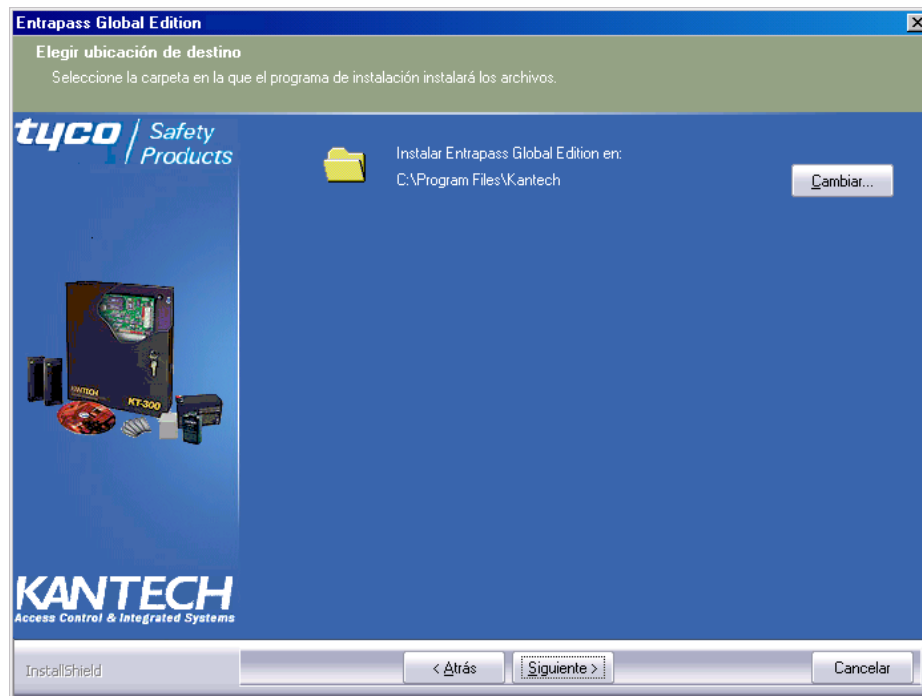 Entrapass Global Edition
Elegir ubicación de destino
Seleccione la carpeta en la que el programa de instalación instalará los archivos.
tyco / Safety
Products
Instalar Entrapass Global Edition en:
C:\Program Files\Kantech
Cambiar...
KANTECH
KT-300
KANTECH
Access Control & Integrated Systems
InstallShield
< Atrás
Siguiente >
Cancelar